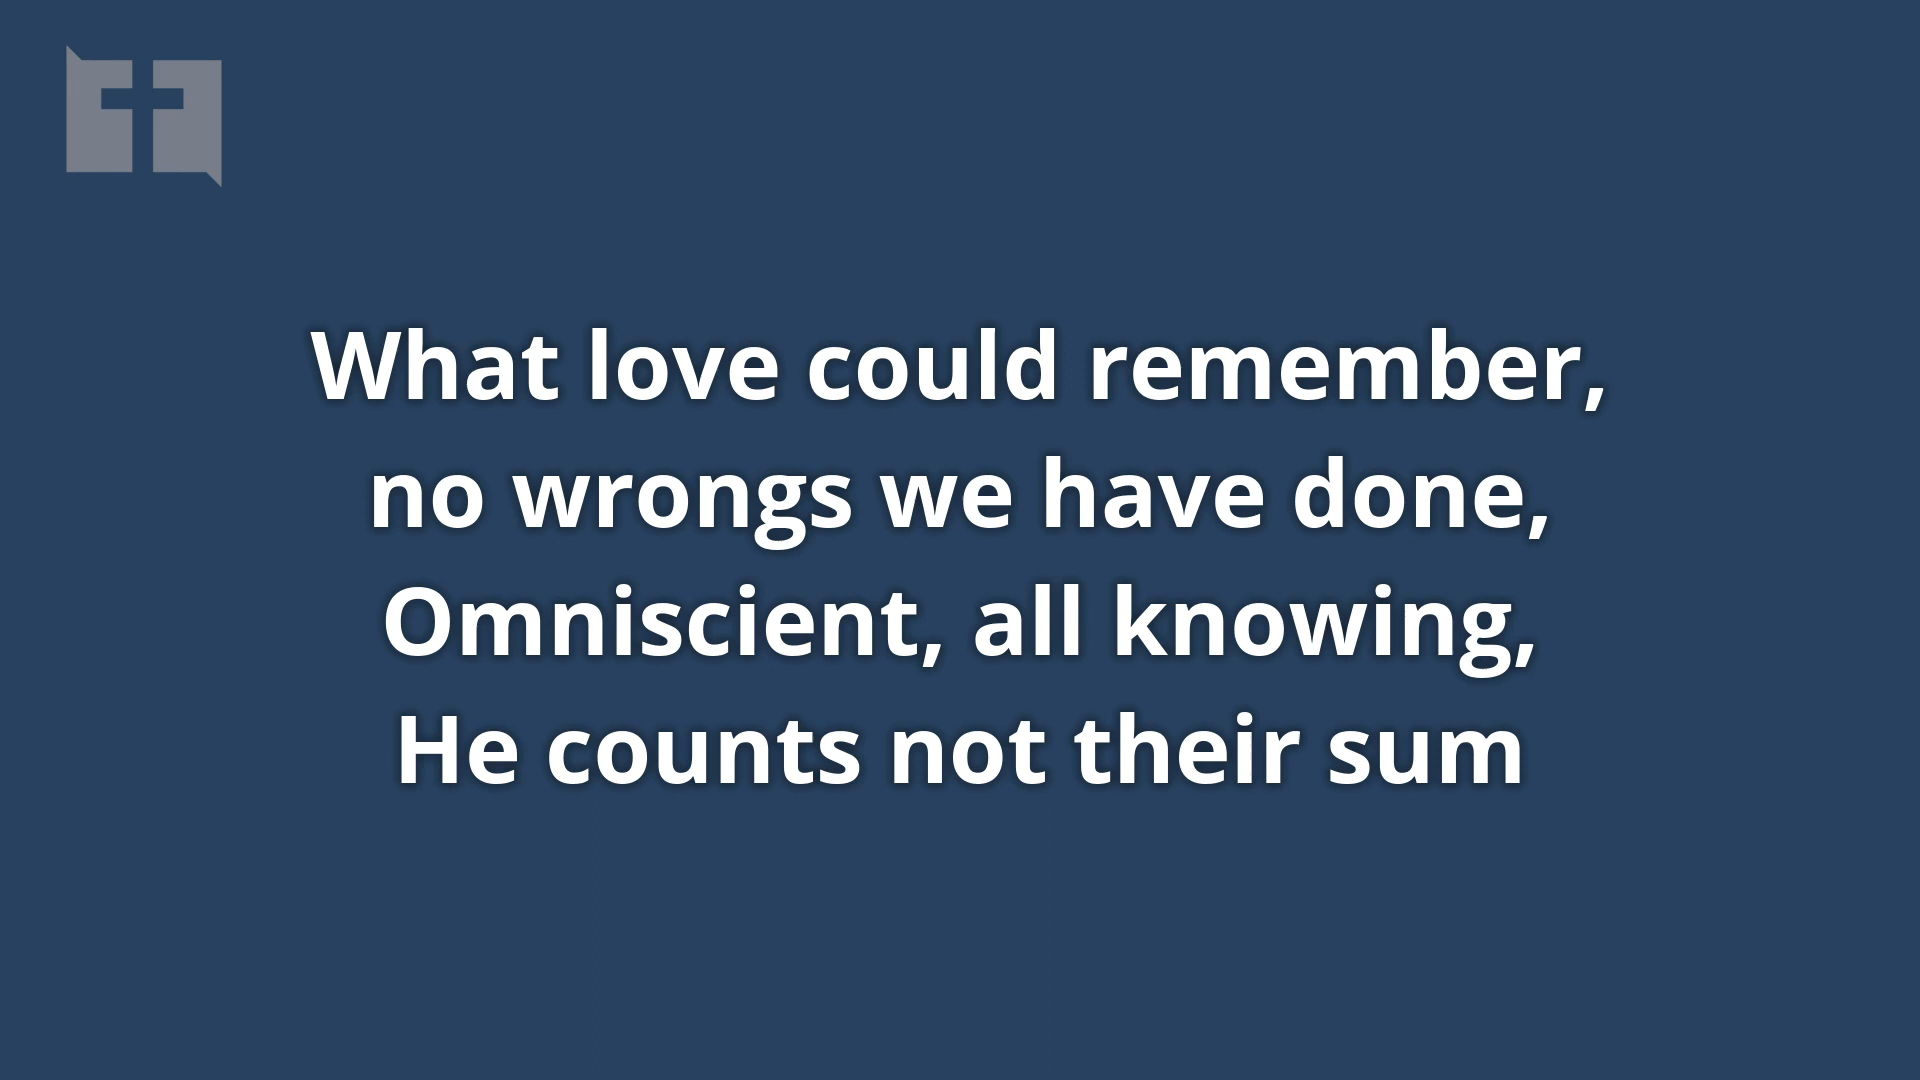 What love could remember,
no wrongs we have done,
Omniscient, all knowing,
He counts not their sum